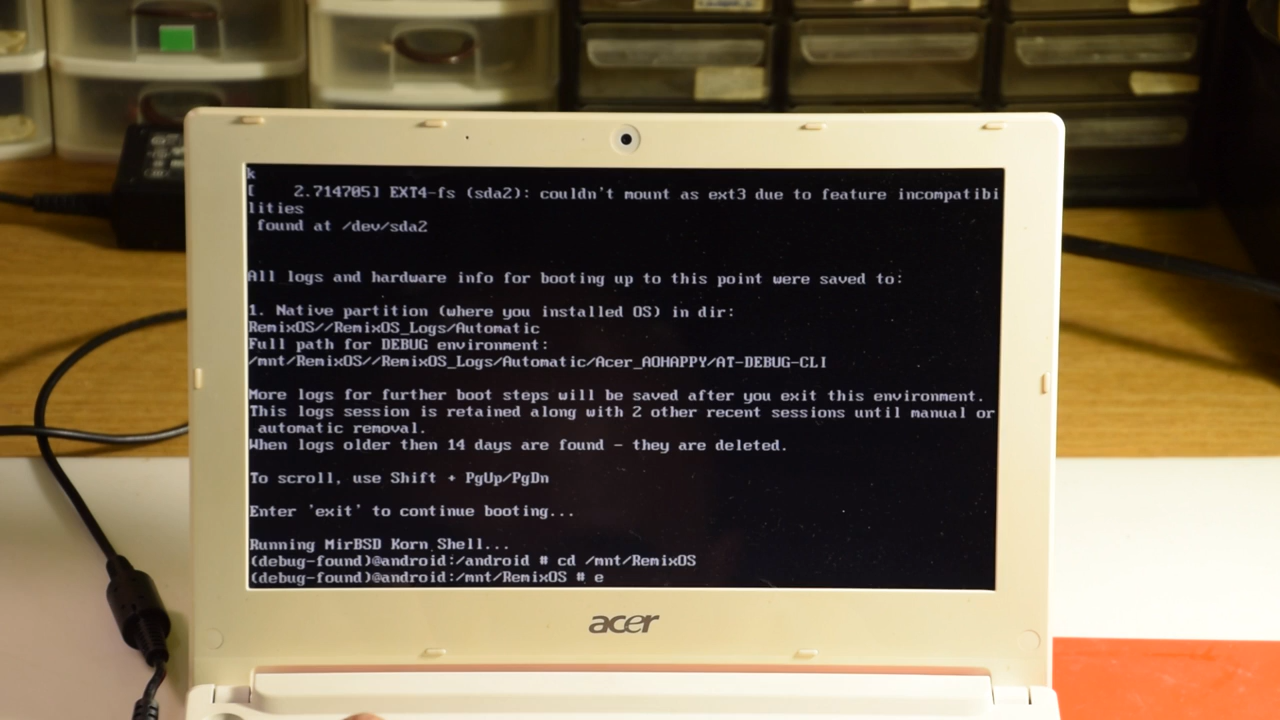 k
[    2.714705] EXT4-fs (sda2): couldn't mount as ext3 due to feature incompatibi
lities
 found at /dev/sda2
All logs and hardware info for booting up to this point were saved to:
1. Native partition (where you installed OS) in dir:
RemixOS//RemixOS_Logs/Automatic
Full path for DEBUG environment:
/mnt/RemixOS//RemixOS_Logs/Automatic/Acer_AOHAPPY/AT-DEBUG-CLI
More logs for further boot steps will be saved after you exit this environment.
This logs session is retained along with 2 other recent sessions until manual or
 automatic removal.
When logs older then 14 days are found - they are deleted.
To scroll, use Shift + PgUp/PgDn
Enter 'exit' to continue booting...
Running MirBSD Korn Shell...
(debug-found)@android:/android # cd /mnt/RemixOS
(debug-found)@android:/mnt/RemixOS # e
acer